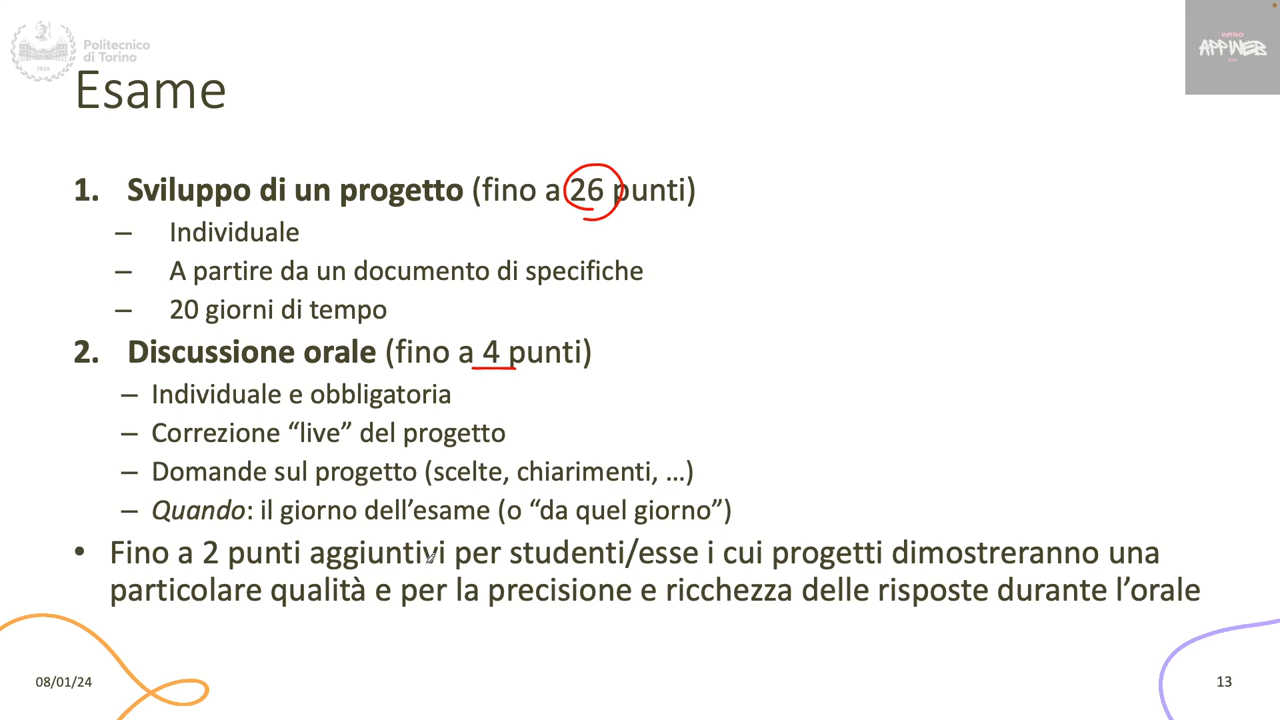 Politecnico
di Torino
1859
INTRO
APPWEB
Esame
1. Sviluppo di un progetto (fino a 26 punti)
– Individuale
– A partire da un documento di specifiche
– 20 giorni di tempo
2. Discussione orale (fino a 4 punti)
– Individuale e obbligatoria
– Correzione “live” del progetto
– Domande sul progetto (scelte, chiarimenti, …)
– Quando: il giorno dell’esame (o “da quel giorno”)
• Fino a 2 punti aggiuntivi per studenti/esse i cui progetti dimostreranno una
particolare qualità e per la precisione e ricchezza delle risposte durante l’orale
08/01/24
13